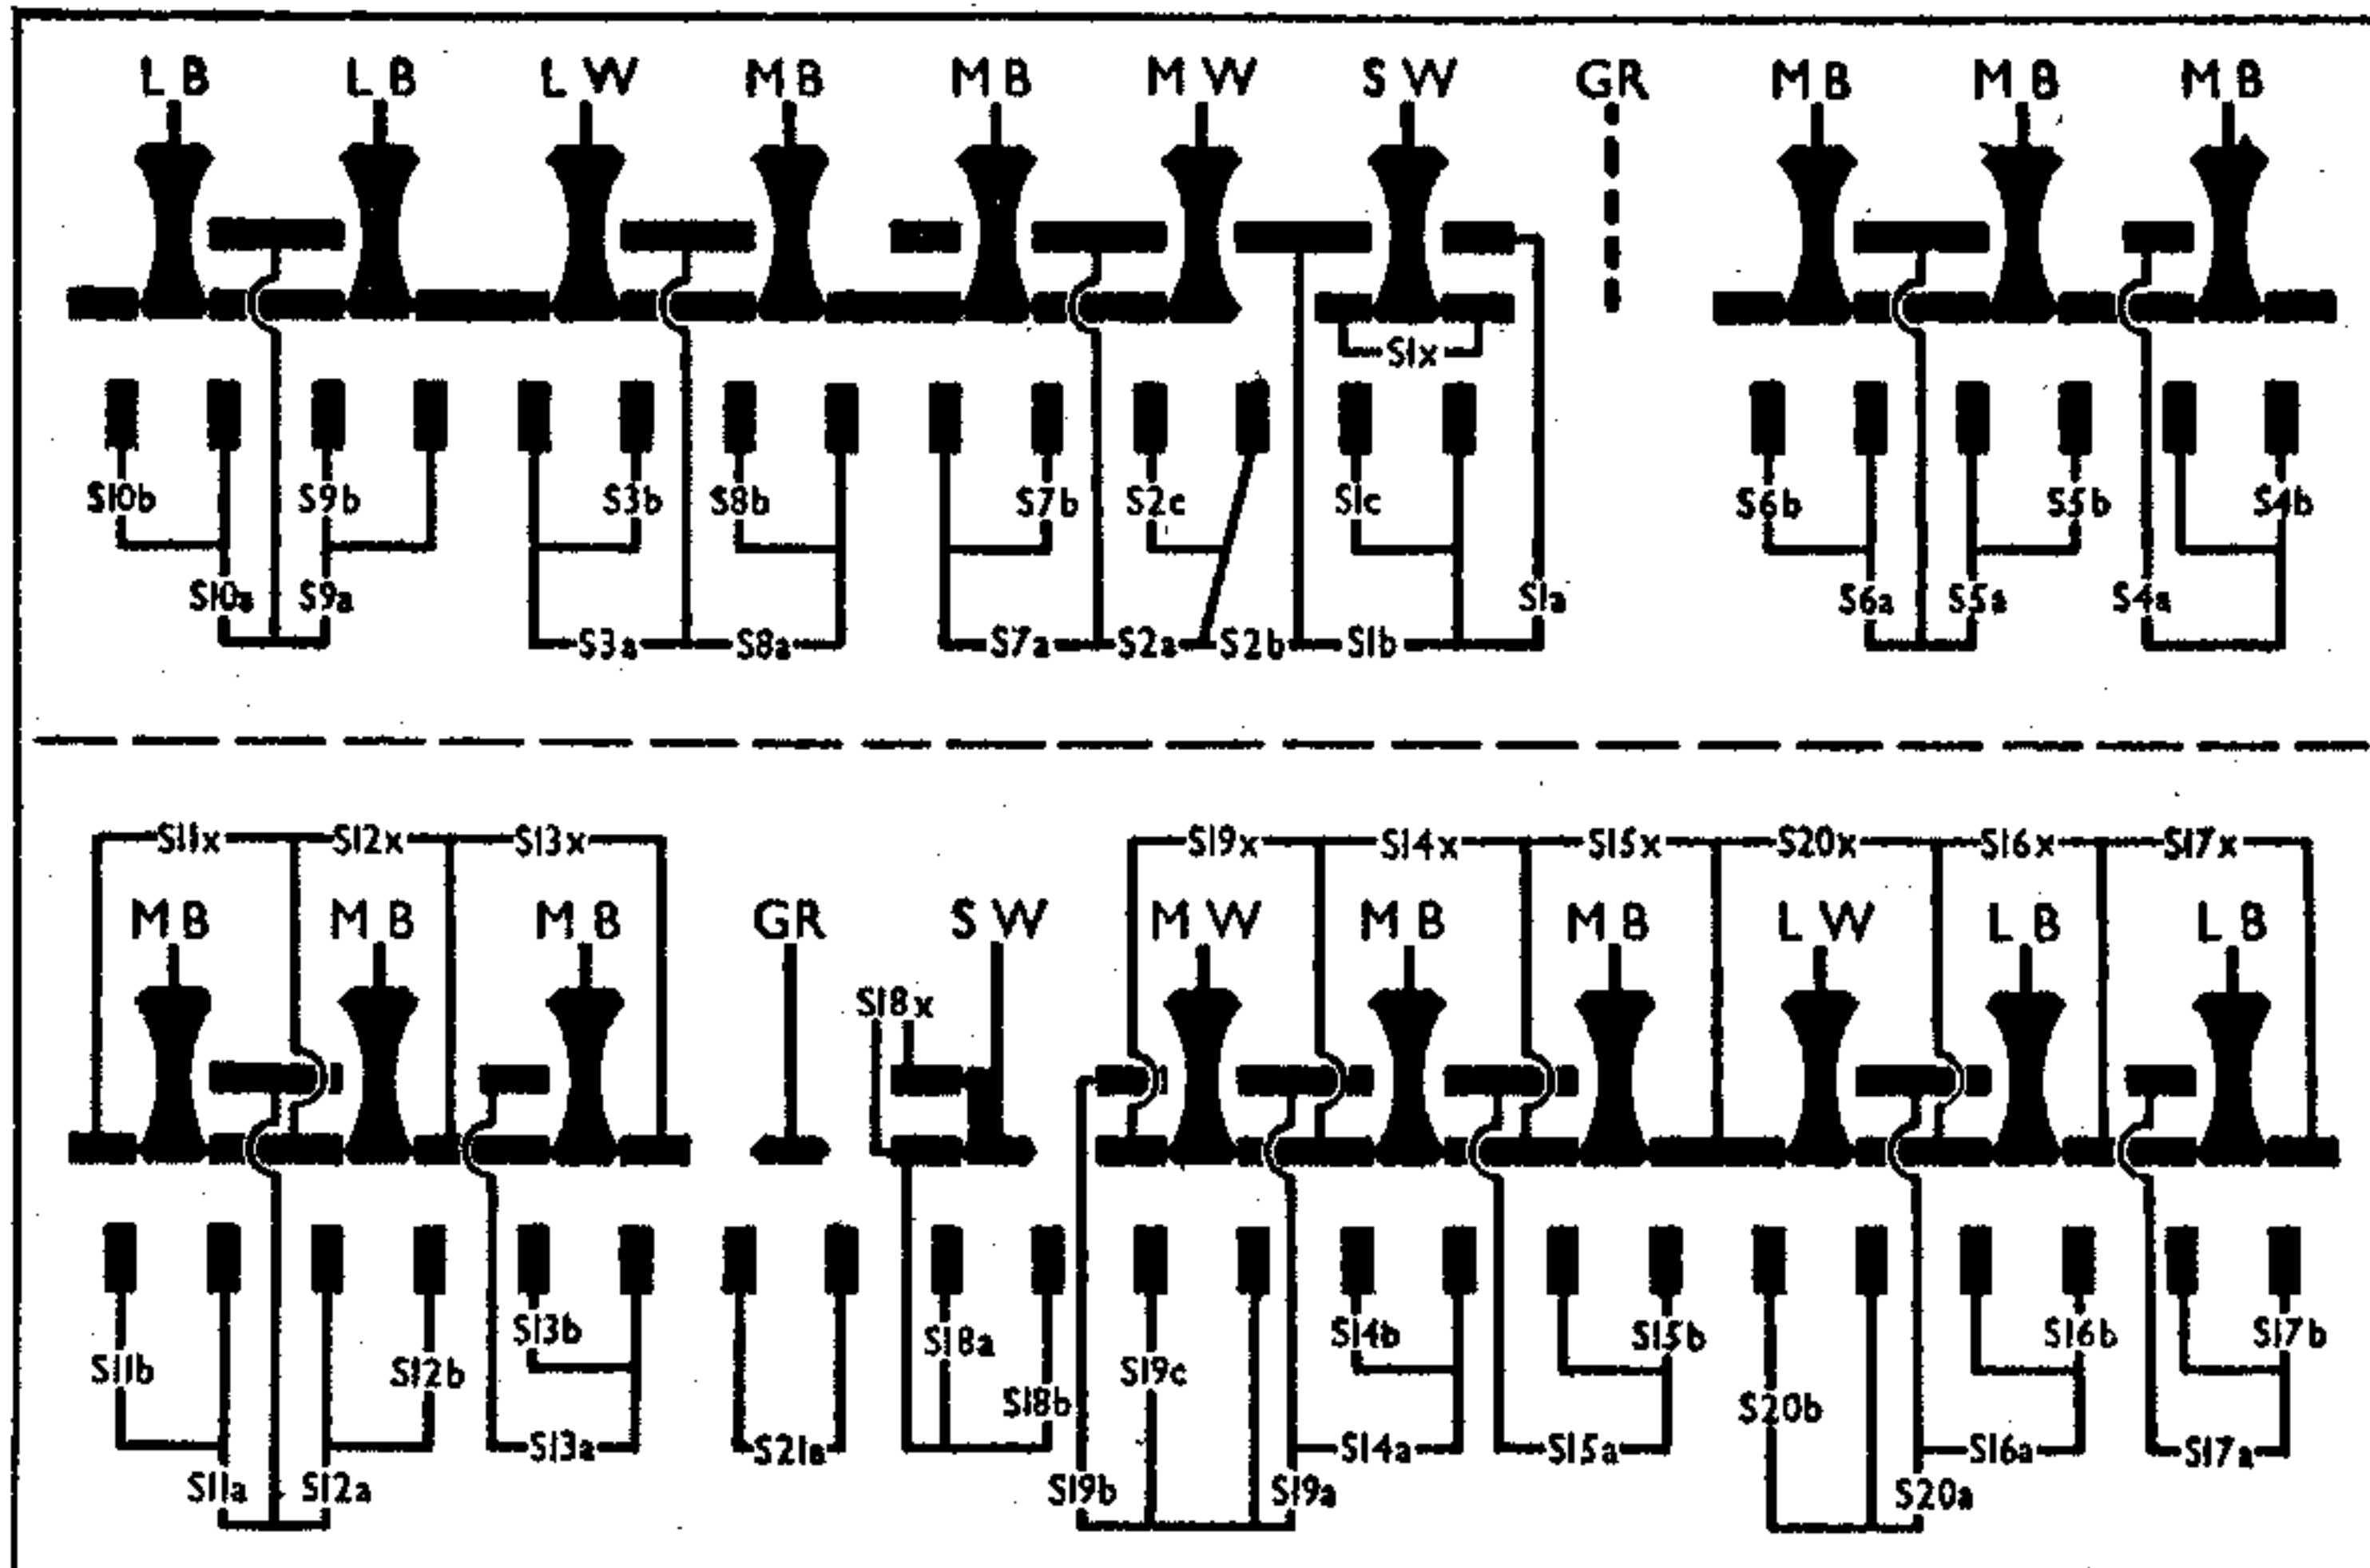 LB LB LW MB MB MW SW GR MB MB MB
S1x
S10b S9b S3b S8b S7b S2c S1c S6b S5b S4b
S10a S9a S1a S6a S5a S4a
S3a S8a S7a S2a S2b S1b
S11x S12x S13x S19x S14x S15x S20x S16x S17x
MB MB MB GR SW MW MB MB LW LB LB
S18x
S13b S18a S14b S15b S16b S17b
S11b S12b S18b S19c S20b
S13a S21a S14a S15a S16a S17a
S11a S12a S19b S19a S20a